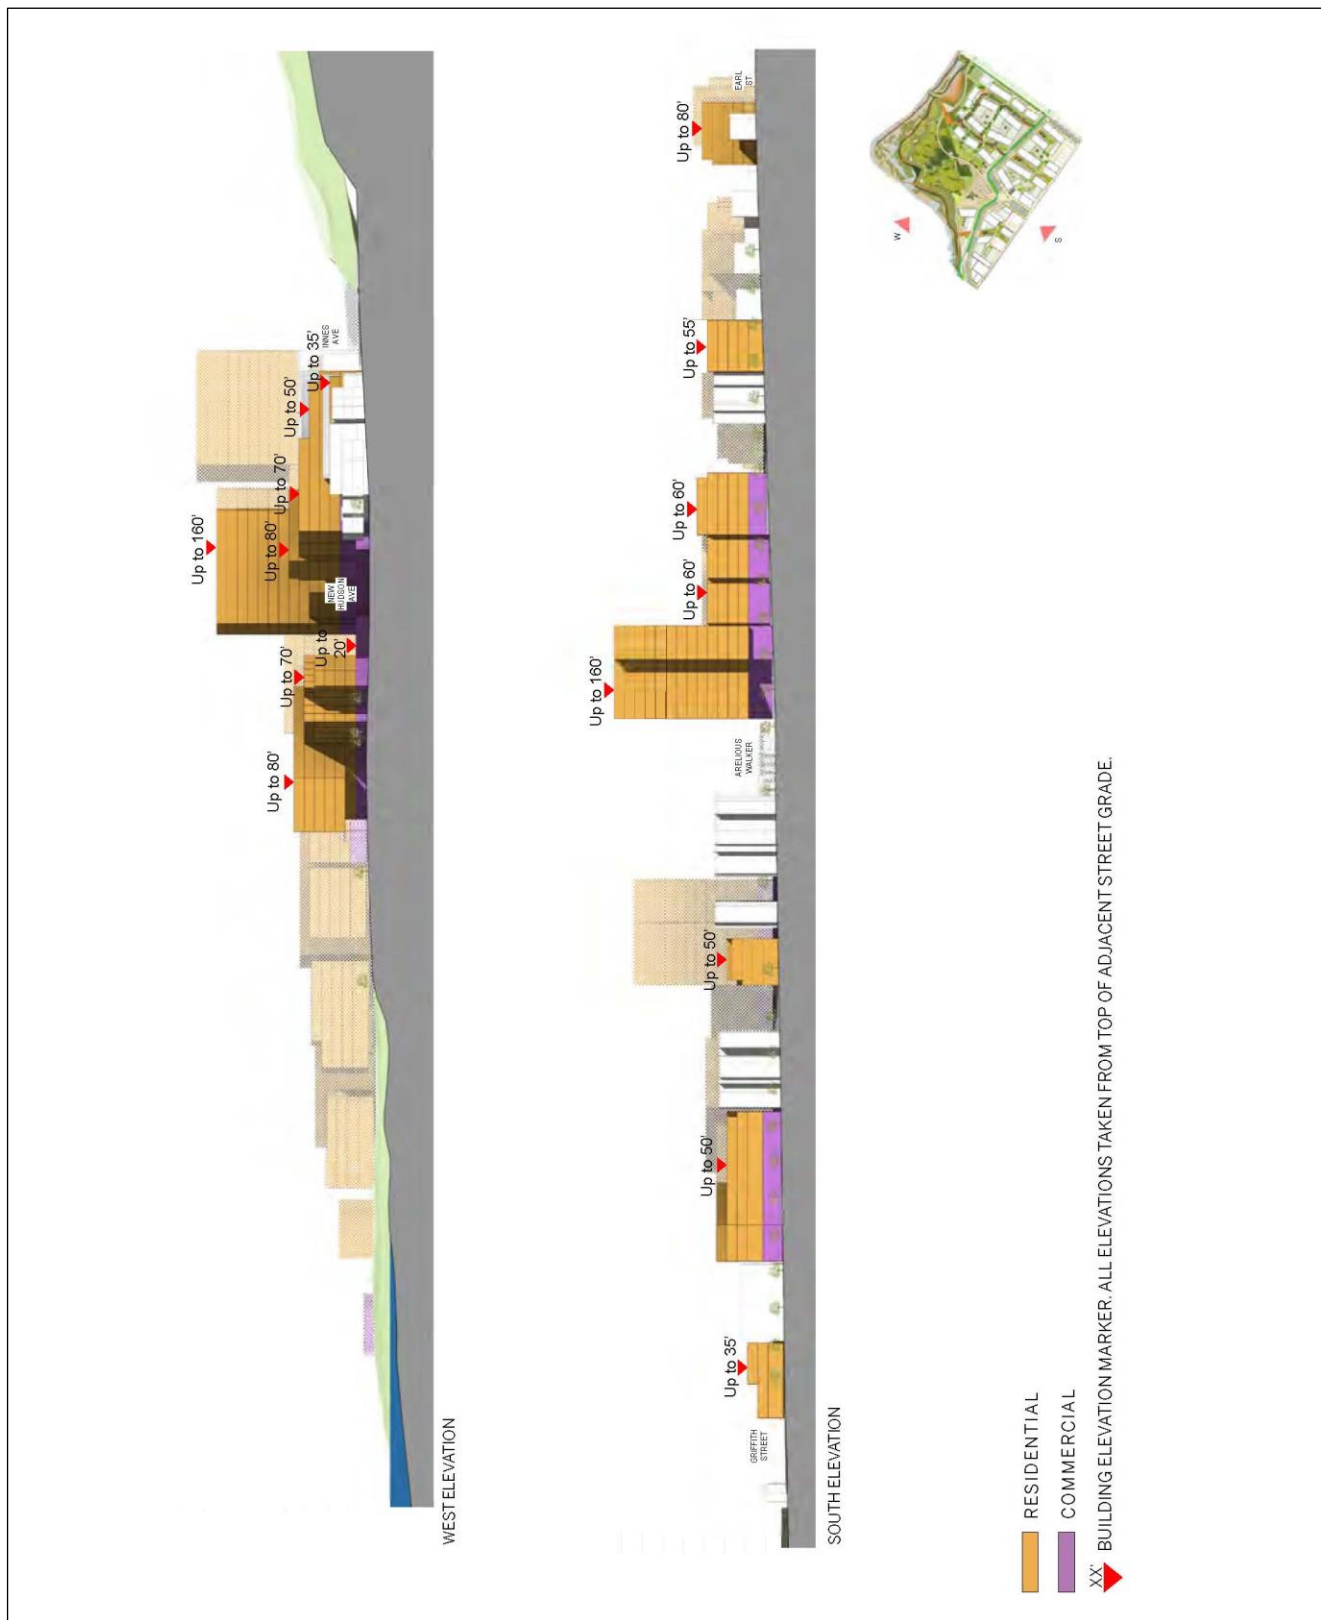 Up to 80'
Up to 70'
Up to
20'
NEW
HUDSON
AVE
Up to 160'
Up to 80'
Up to 70'
Up to 50'
Up to 35'
INNES
AVE
WEST ELEVATION
GRIFFITH
STREET
Up to 35'
Up to 50'
Up to 50'
ARELIOUS
WALKER
Up to 160'
Up to 60'
Up to 60'
Up to 55'
Up to 80'
EARL
ST
SOUTH ELEVATION
W
S
RESIDENTIAL
COMMERCIAL
XX' BUILDING ELEVATION MARKER. ALL ELEVATIONS TAKEN FROM TOP OF ADJACENT STREET GRADE.